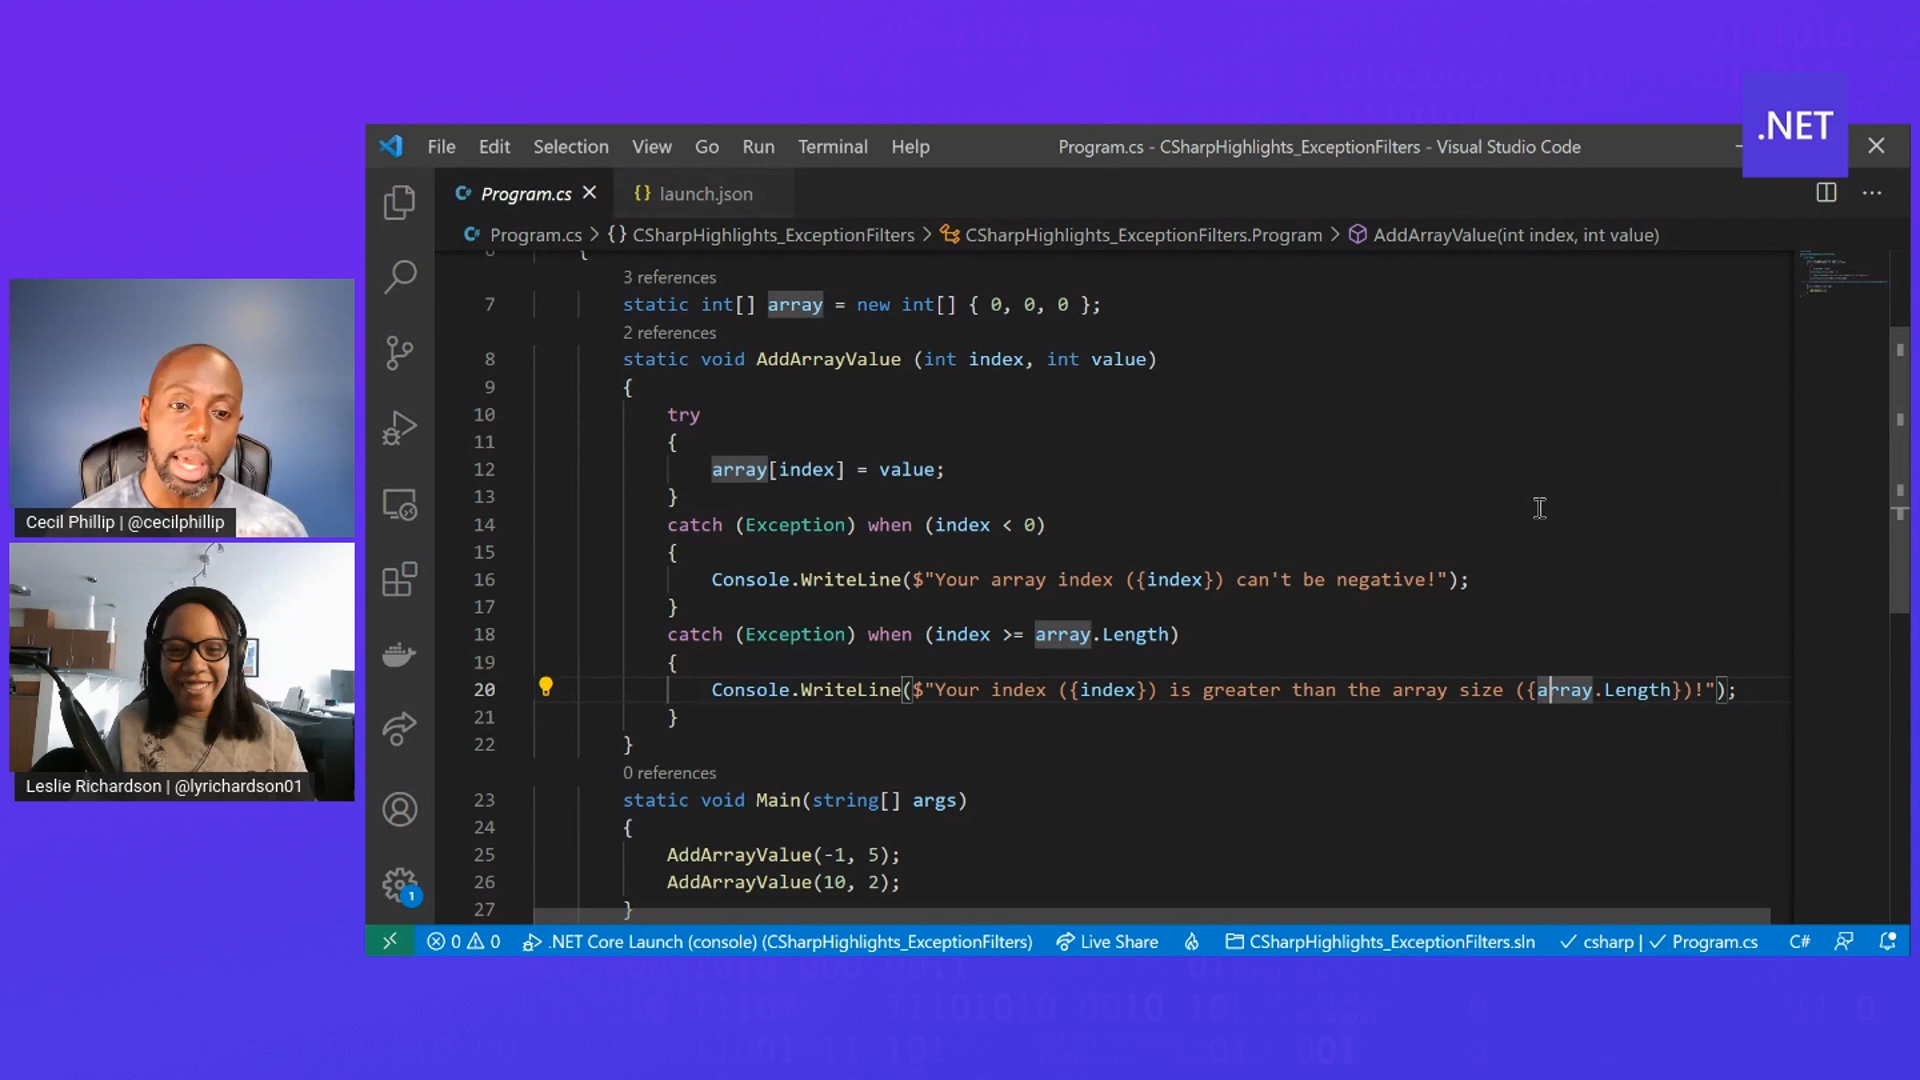 .NET
File Edit Selection View Go Run Terminal Help Program.cs - CSharpHighlights_ExceptionFilters - Visual Studio Code
Program.cs launch.json
Program.cs > {} CSharpHighlights_ExceptionFilters > CSharpHighlights_ExceptionFilters.Program > AddArrayValue(int index, int value)
6 {
3 references
7 static int[] array = new int[] { 0, 0, 0 };
2 references
8 static void AddArrayValue (int index, int value)
9 {
10 try
11 {
12 array[index] = value;
13 }
14 catch (Exception) when (index < 0)
15 {
16 Console.WriteLine($"Your array index ({index}) can't be negative!");
17 }
18 catch (Exception) when (index >= array.Length)
19 {
20 Console.WriteLine($"Your index ({index}) is greater than the array size ({array.Length})!");
21 }
22 }
0 references
23 static void Main(string[] args)
24 {
25 AddArrayValue(-1, 5);
26 AddArrayValue(10, 2);
27 }
1
0 0 .NET Core Launch (console) (CSharpHighlights_ExceptionFilters) Live Share CSharpHighlights_ExceptionFilters.sln csharp | Program.cs C#
Cecil Phillip | @cecilphillip
Leslie Richardson | @lyrichardson01